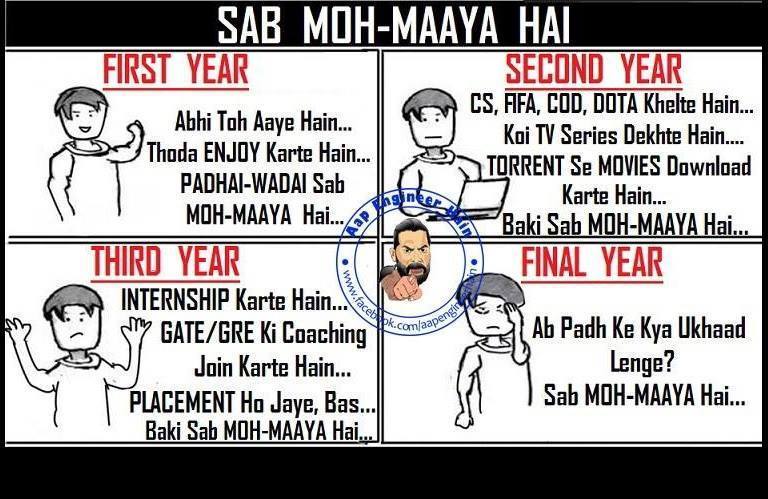 SAB MOH-MAAYA HAI
FIRST YEAR
Abhi Toh Aaye Hain...
Thoda ENJOY Karte Hain...
PADHAI-WADAI Sab
MOH-MAAYA Hai...
SECOND YEAR
CS, FIFA, COD, DOTA Khelte Hain...
Koi TV Series Dekhte Hain....
TORRENT Se MOVIES Download
Karte Hain...
Baki Sab MOH-MAAYA Hai...
Aap Engineer Hain
www.facebook.com/aapengineerhain
THIRD YEAR
INTERNSHIP Karte Hain...
GATE/GRE Ki Coaching
Join Karte Hain...
PLACEMENT Ho Jaye, Bas...
Baki Sab MOH-MAAYA Hai...
FINAL YEAR
Ab Padh Ke Kya Ukhaad
Lenge?
Sab MOH-MAAYA Hai...